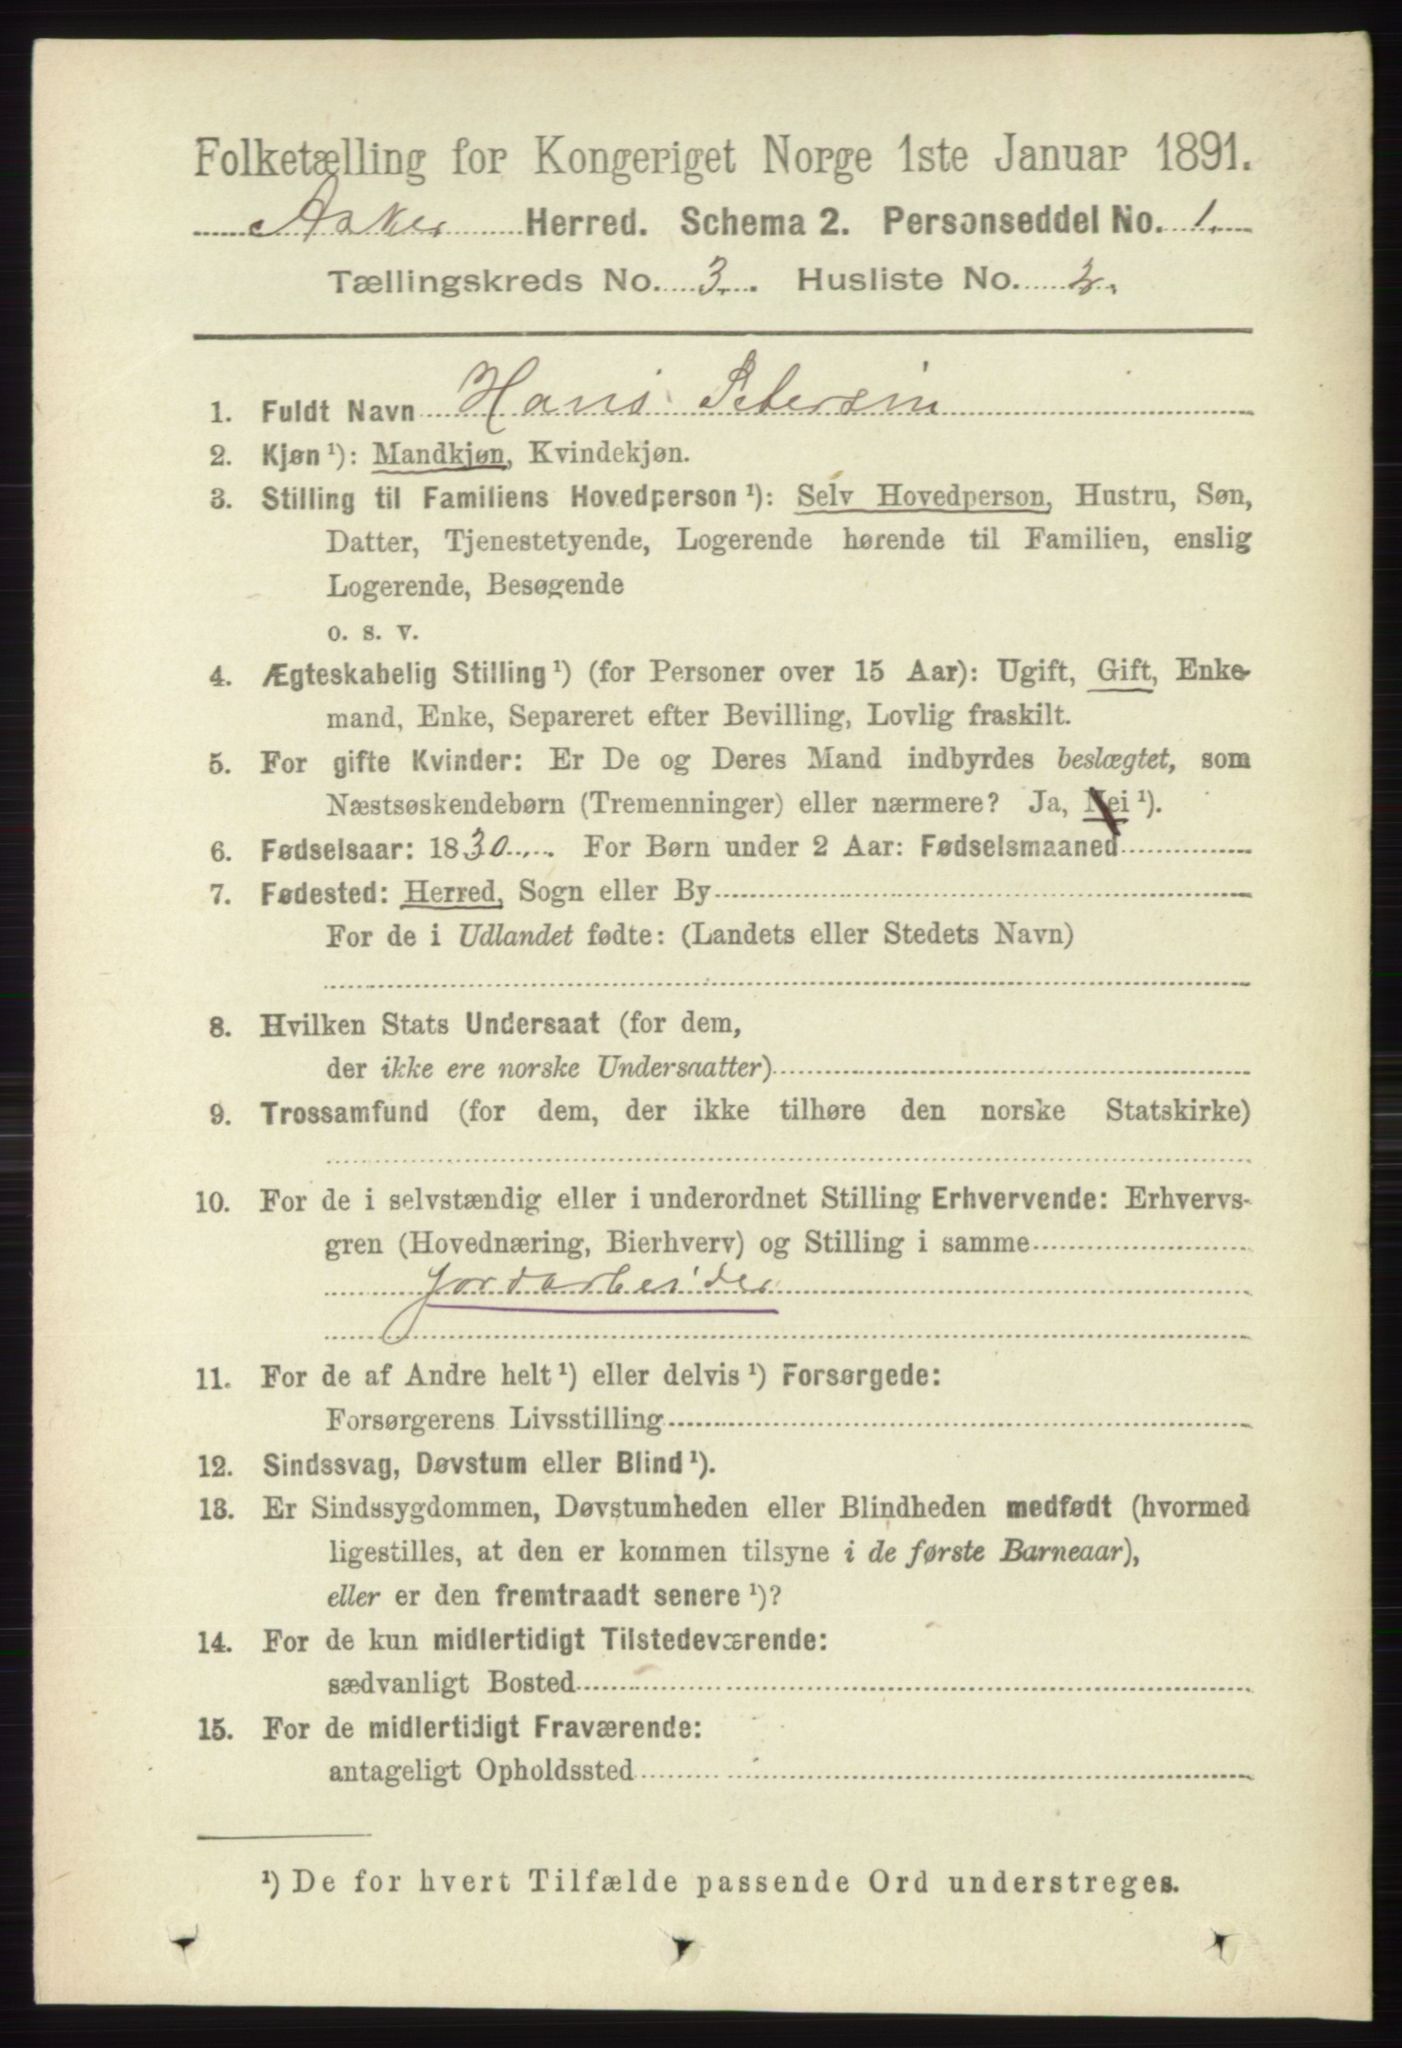 Folketælling for Kongeriget Norge 1ste Januar 1891.
Asker Herred. Schema 2. Personseddel No. 1.
Tællingskreds No. 3. Husliste No.
1. Fuldt Navn Hans Petersen
2. Kjøn ¹): Mandkjøn, Kvindekjøn.
3. Stilling til Familiens Hovedperson ¹): Selv Hovedperson, Hustru, Søn,
Datter, Tjenestetyende, Logerende hørende til Familien, enslig
Logerende, Besøgende
o. s. v.
4. Ægteskabelig Stilling ¹) (for Personer over 15 Aar): Ugift, Gift, Enke-
mand, Enke, Separeret efter Bevilling, Lovlig fraskilt.
5. For gifte Kvinder: Er De og Deres Mand indbyrdes beslægtet, som
Næstsøskendebørn (Tremenninger) eller nærmere? Ja, Nei ¹).
6. Fødselsaar: 1830. For Børn under 2 Aar: Fødselsmaaned
7. Fødested: Herred, Sogn eller By
For de i Udlandet fødte: (Landets eller Stedets Navn)
8. Hvilken Stats Undersaat (for dem,
der ikke ere norske Undersaatter)
9. Trossamfund (for dem, der ikke tilhøre den norske Statskirke)
10. For de i selvstændig eller i underordnet Stilling Erhvervende: Erhvervs-
gren (Hovednæring, Bierhverv) og Stilling i samme
Jordarbeider
11. For de af Andre helt ¹) eller delvis ¹) Forsørgede:
Forsørgerens Livsstilling
12. Sindssvag, Døvstum eller Blind ¹).
13. Er Sindssygdommen, Døvstumheden eller Blindheden medfødt (hvormed
ligestilles, at den er kommen tilsyne i de første Barneaar),
eller er den fremtraadt senere ¹)?
14. For de kun midlertidigt Tilstedeværende:
sædvanligt Bosted
15. For de midlertidigt Fraværende:
antageligt Opholdssted
¹) De for hvert Tilfælde passende Ord understreges.